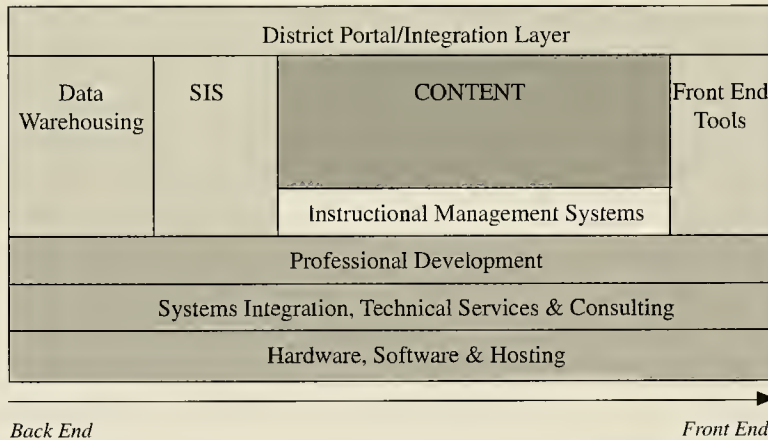 District Portal/Integration Layer
Data
Warehousing
SIS
CONTENT
Front End
Tools
Instructional Management Systems
Professional Development
Systems Integration, Technical Services & Consulting
Hardware, Software & Hosting
Back End
Front End